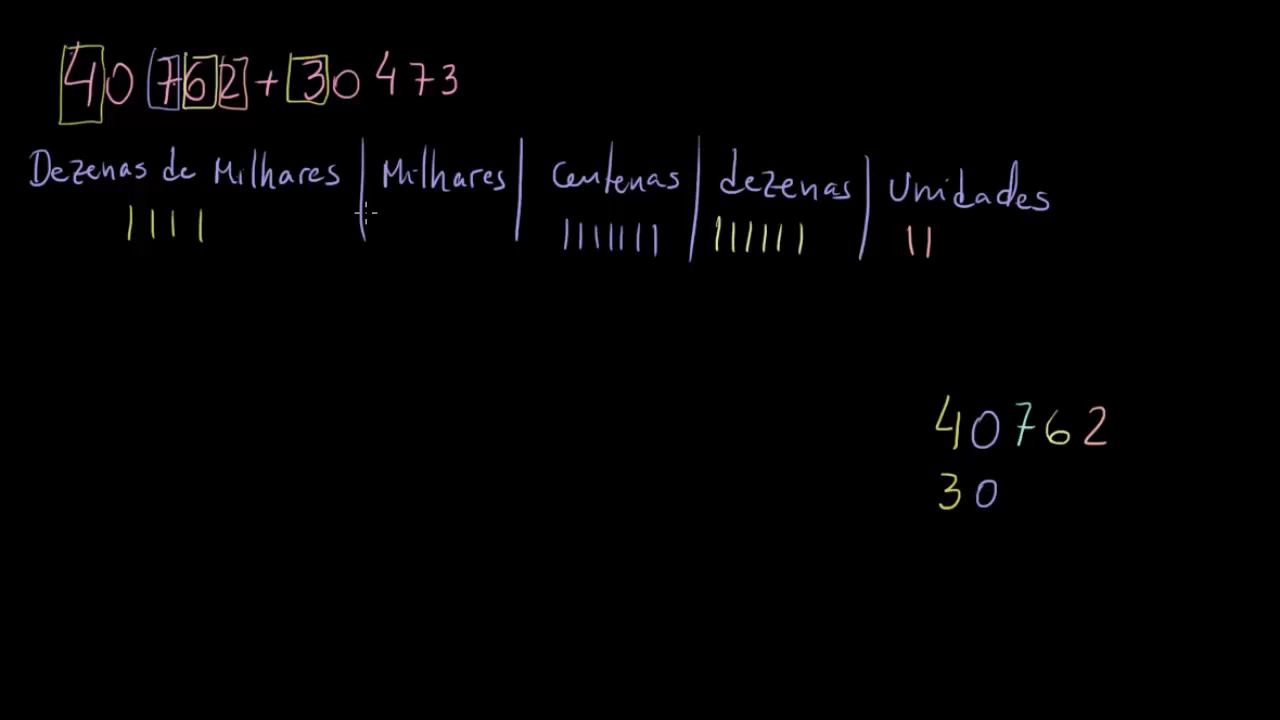 40762+30473
Dezenas de Milhares | Milhares | Centenas | dezenas | Unidades
40762
30